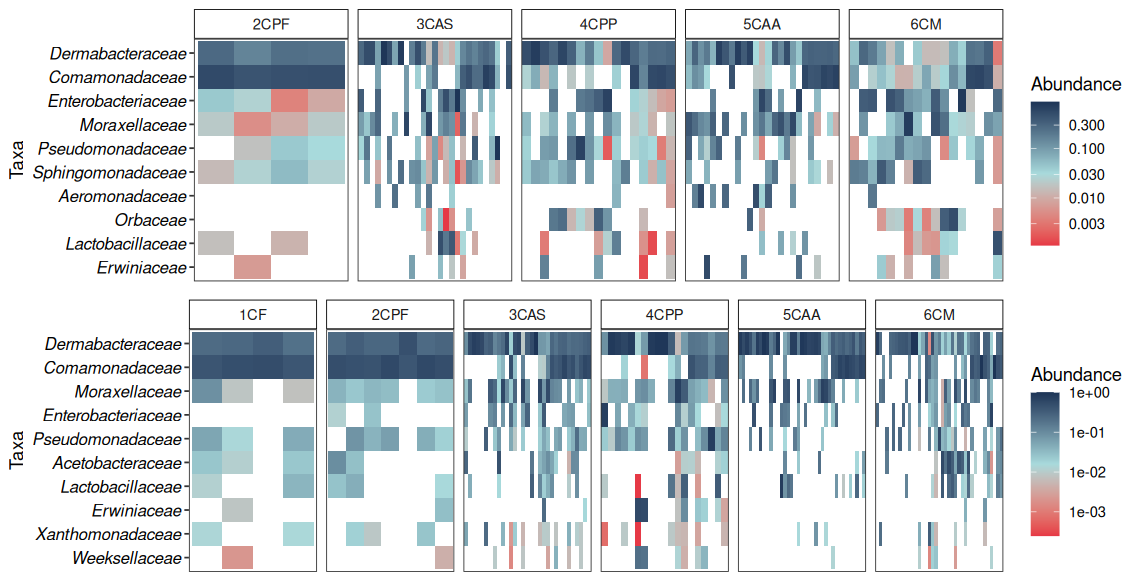 2CPF 3CAS 4CPP 5CAA 6CM
Taxa
Dermabacteraceae
Comamonadaceae
Enterobacteriaceae
Moraxellaceae
Pseudomonadaceae
Sphingomonadaceae
Aeromonadaceae
Orbaceae
Lactobacillaceae
Erwiniaceae
Abundance
0.300
0.100
0.030
0.010
0.003
1CF 2CPF 3CAS 4CPP 5CAA 6CM
Taxa
Dermabacteraceae
Comamonadaceae
Moraxellaceae
Enterobacteriaceae
Pseudomonadaceae
Acetobacteraceae
Lactobacillaceae
Erwiniaceae
Xanthomonadaceae
Weeksellaceae
Abundance
1e+00
1e-01
1e-02
1e-03